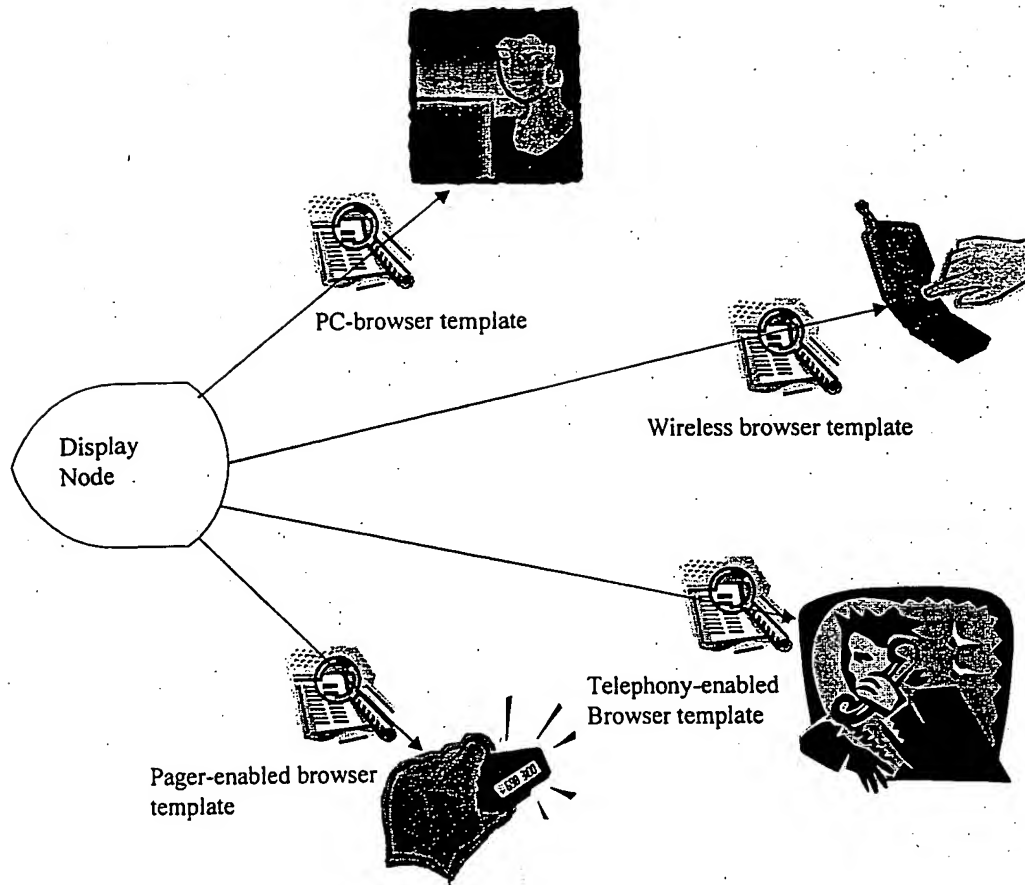 PC-browser template
Wireless browser template
Display
Node
Telephony-enabled
Browser template
Pager-enabled browser
template